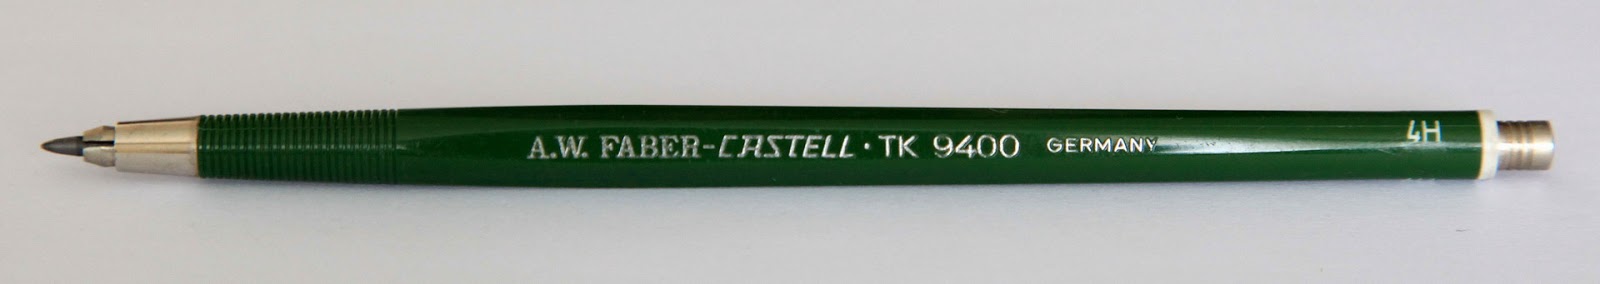 A.W. FABER-CASTELL · TK 9400 GERMANY 4H